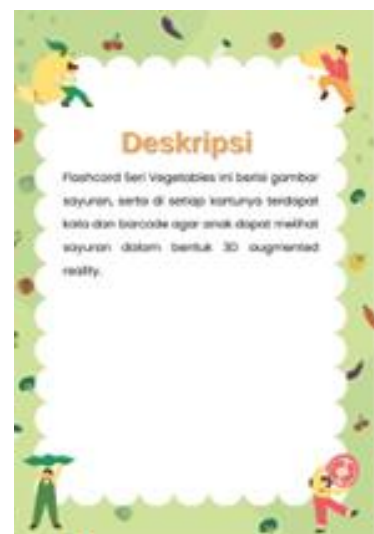 Deskripsi
Flashcard Seri Vegetables ini berisi gambar
sayuran, serta di setiap kartunya terdapat
kata dan barcode agar anak dapat melihat
sayuran dalam bentuk 3D augmented
reality.